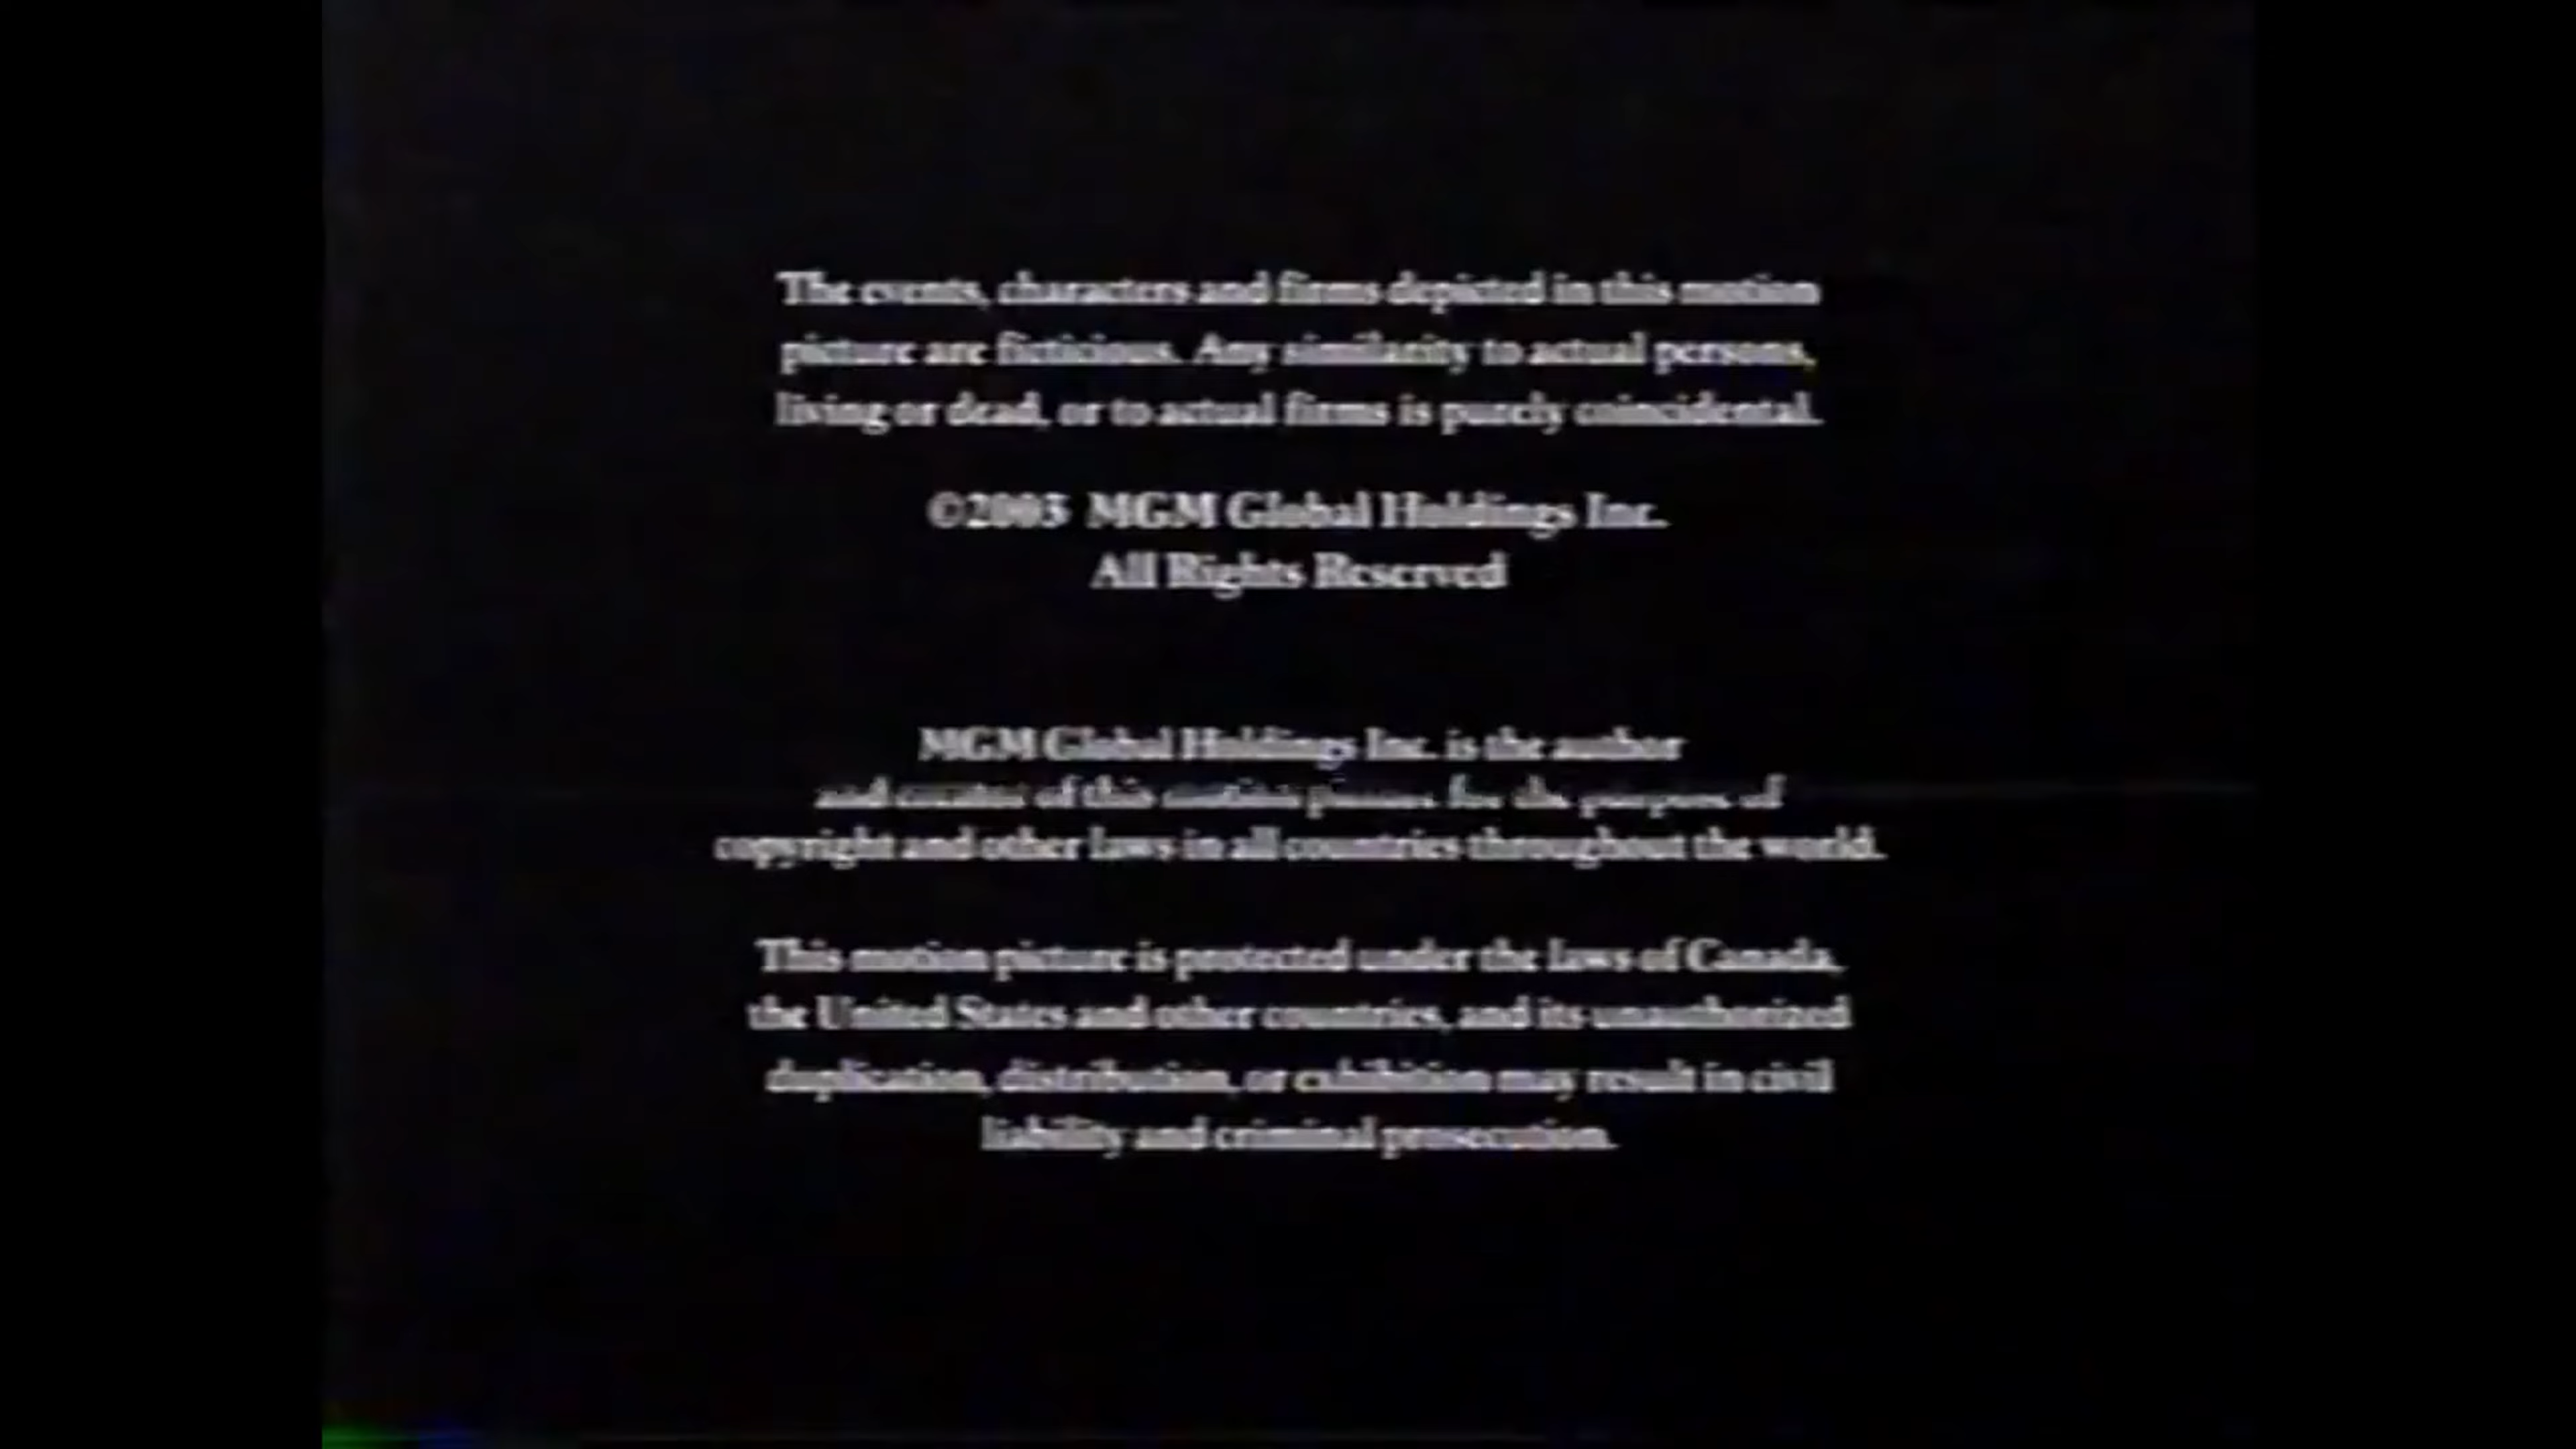 The events, characters and firms depicted in this motion
picture are ficticious. Any similarity to actual persons,
living or dead, or to actual firms is purely coincidental.
©2003 MGM Global Holdings Inc.
All Rights Reserved
MGM Global Holdings Inc. is the author
and creator of this motion picture for the purpose of
copyright and other laws in all countries throughout the world.
This motion picture is protected under the laws of Canada,
the United States and other countries, and its unauthorized
duplication, distribution, or exhibition may result in civil
liability and criminal prosecution.